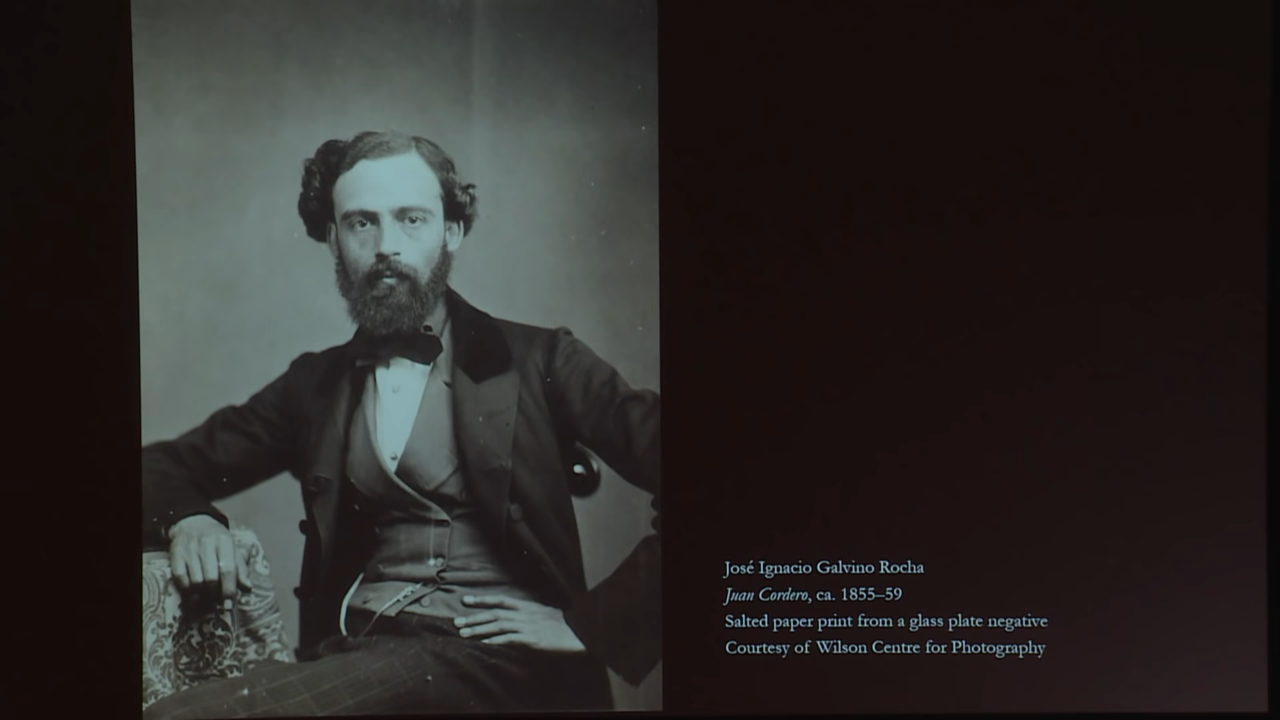 José Ignacio Galvino Rocha
Juan Cordero, ca. 1855–59
Salted paper print from a glass plate negative
Courtesy of Wilson Centre for Photography